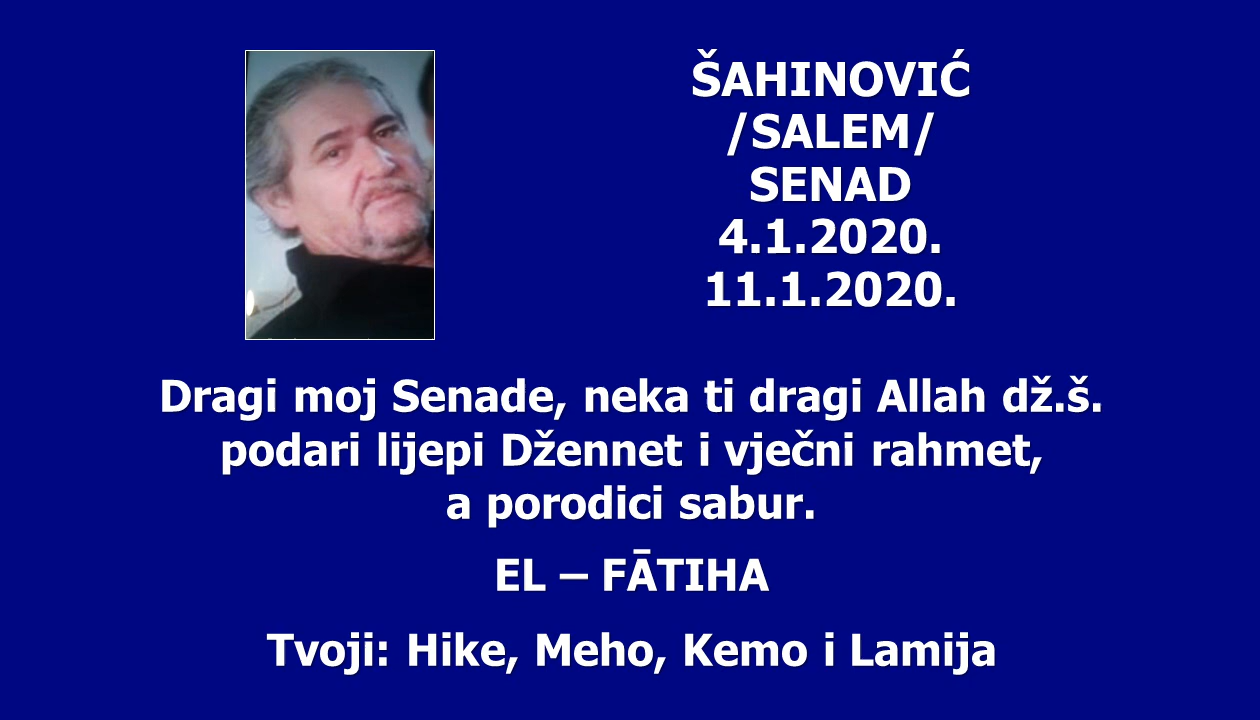 ŠAHINOVIĆ
/SALEM/
SENAD
4.1.2020.
11.1.2020.
Dragi moj Senade, neka ti dragi Allah dž.š.
podari lijepi Džennet i vječni rahmet,
a porodici sabur.
EL – FĀTIHA
Tvoji: Hike, Meho, Kemo i Lamija